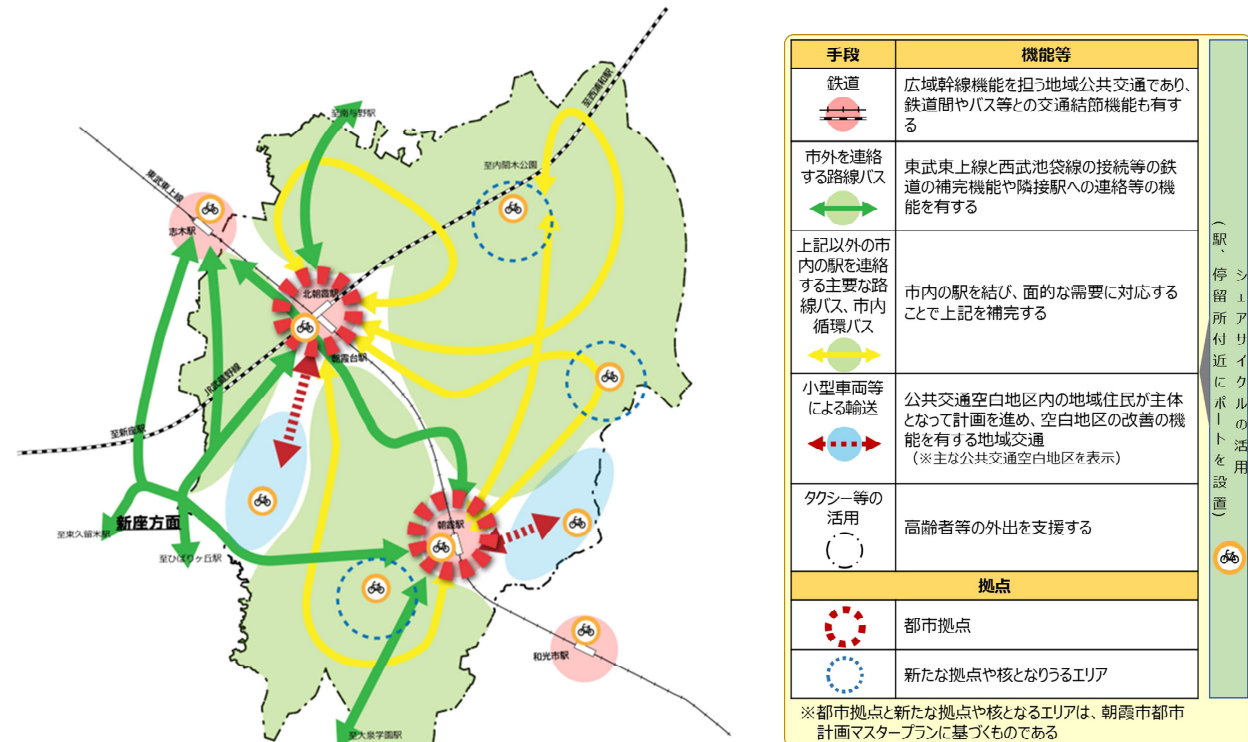 至西浦和駅
至南与野駅
至内間木公園
東武東上線
志木駅
北朝霞駅
朝霞台駅
JR武蔵野線
至新座駅
新座方面
至東久留米駅
至ひばりヶ丘駅
朝霞駅
和光市駅
至大泉学園駅
手段
機能等
鉄道
広域幹線機能を担う地域公共交通であり、
鉄道間やバス等との交通結節機能も有す
る
市外を連絡
する路線バス
東武東上線と西武池袋線の接続等の鉄
道の補完機能や隣接駅への連絡等の機
能を有する
上記以外の市
内の駅を連絡
する主要な路
線バス、市内
循環バス
市内の駅を結び、面的な需要に対応する
ことで上記を補完する
小型車両等
による輸送
公共交通空白地区内の地域住民が主体
となって計画を進め、空白地区の改善の機
能を有する地域交通
(※主な公共交通空白地区を表示)
タクシー等の
活用
高齢者等の外出を支援する
拠点
都市拠点
新たな拠点や核となりうるエリア
※都市拠点と新たな拠点や核となるエリアは、朝霞市都市
計画マスタープランに基づくものである
シェアサイクルの活用
(駅、停留所付近にポートを設置)